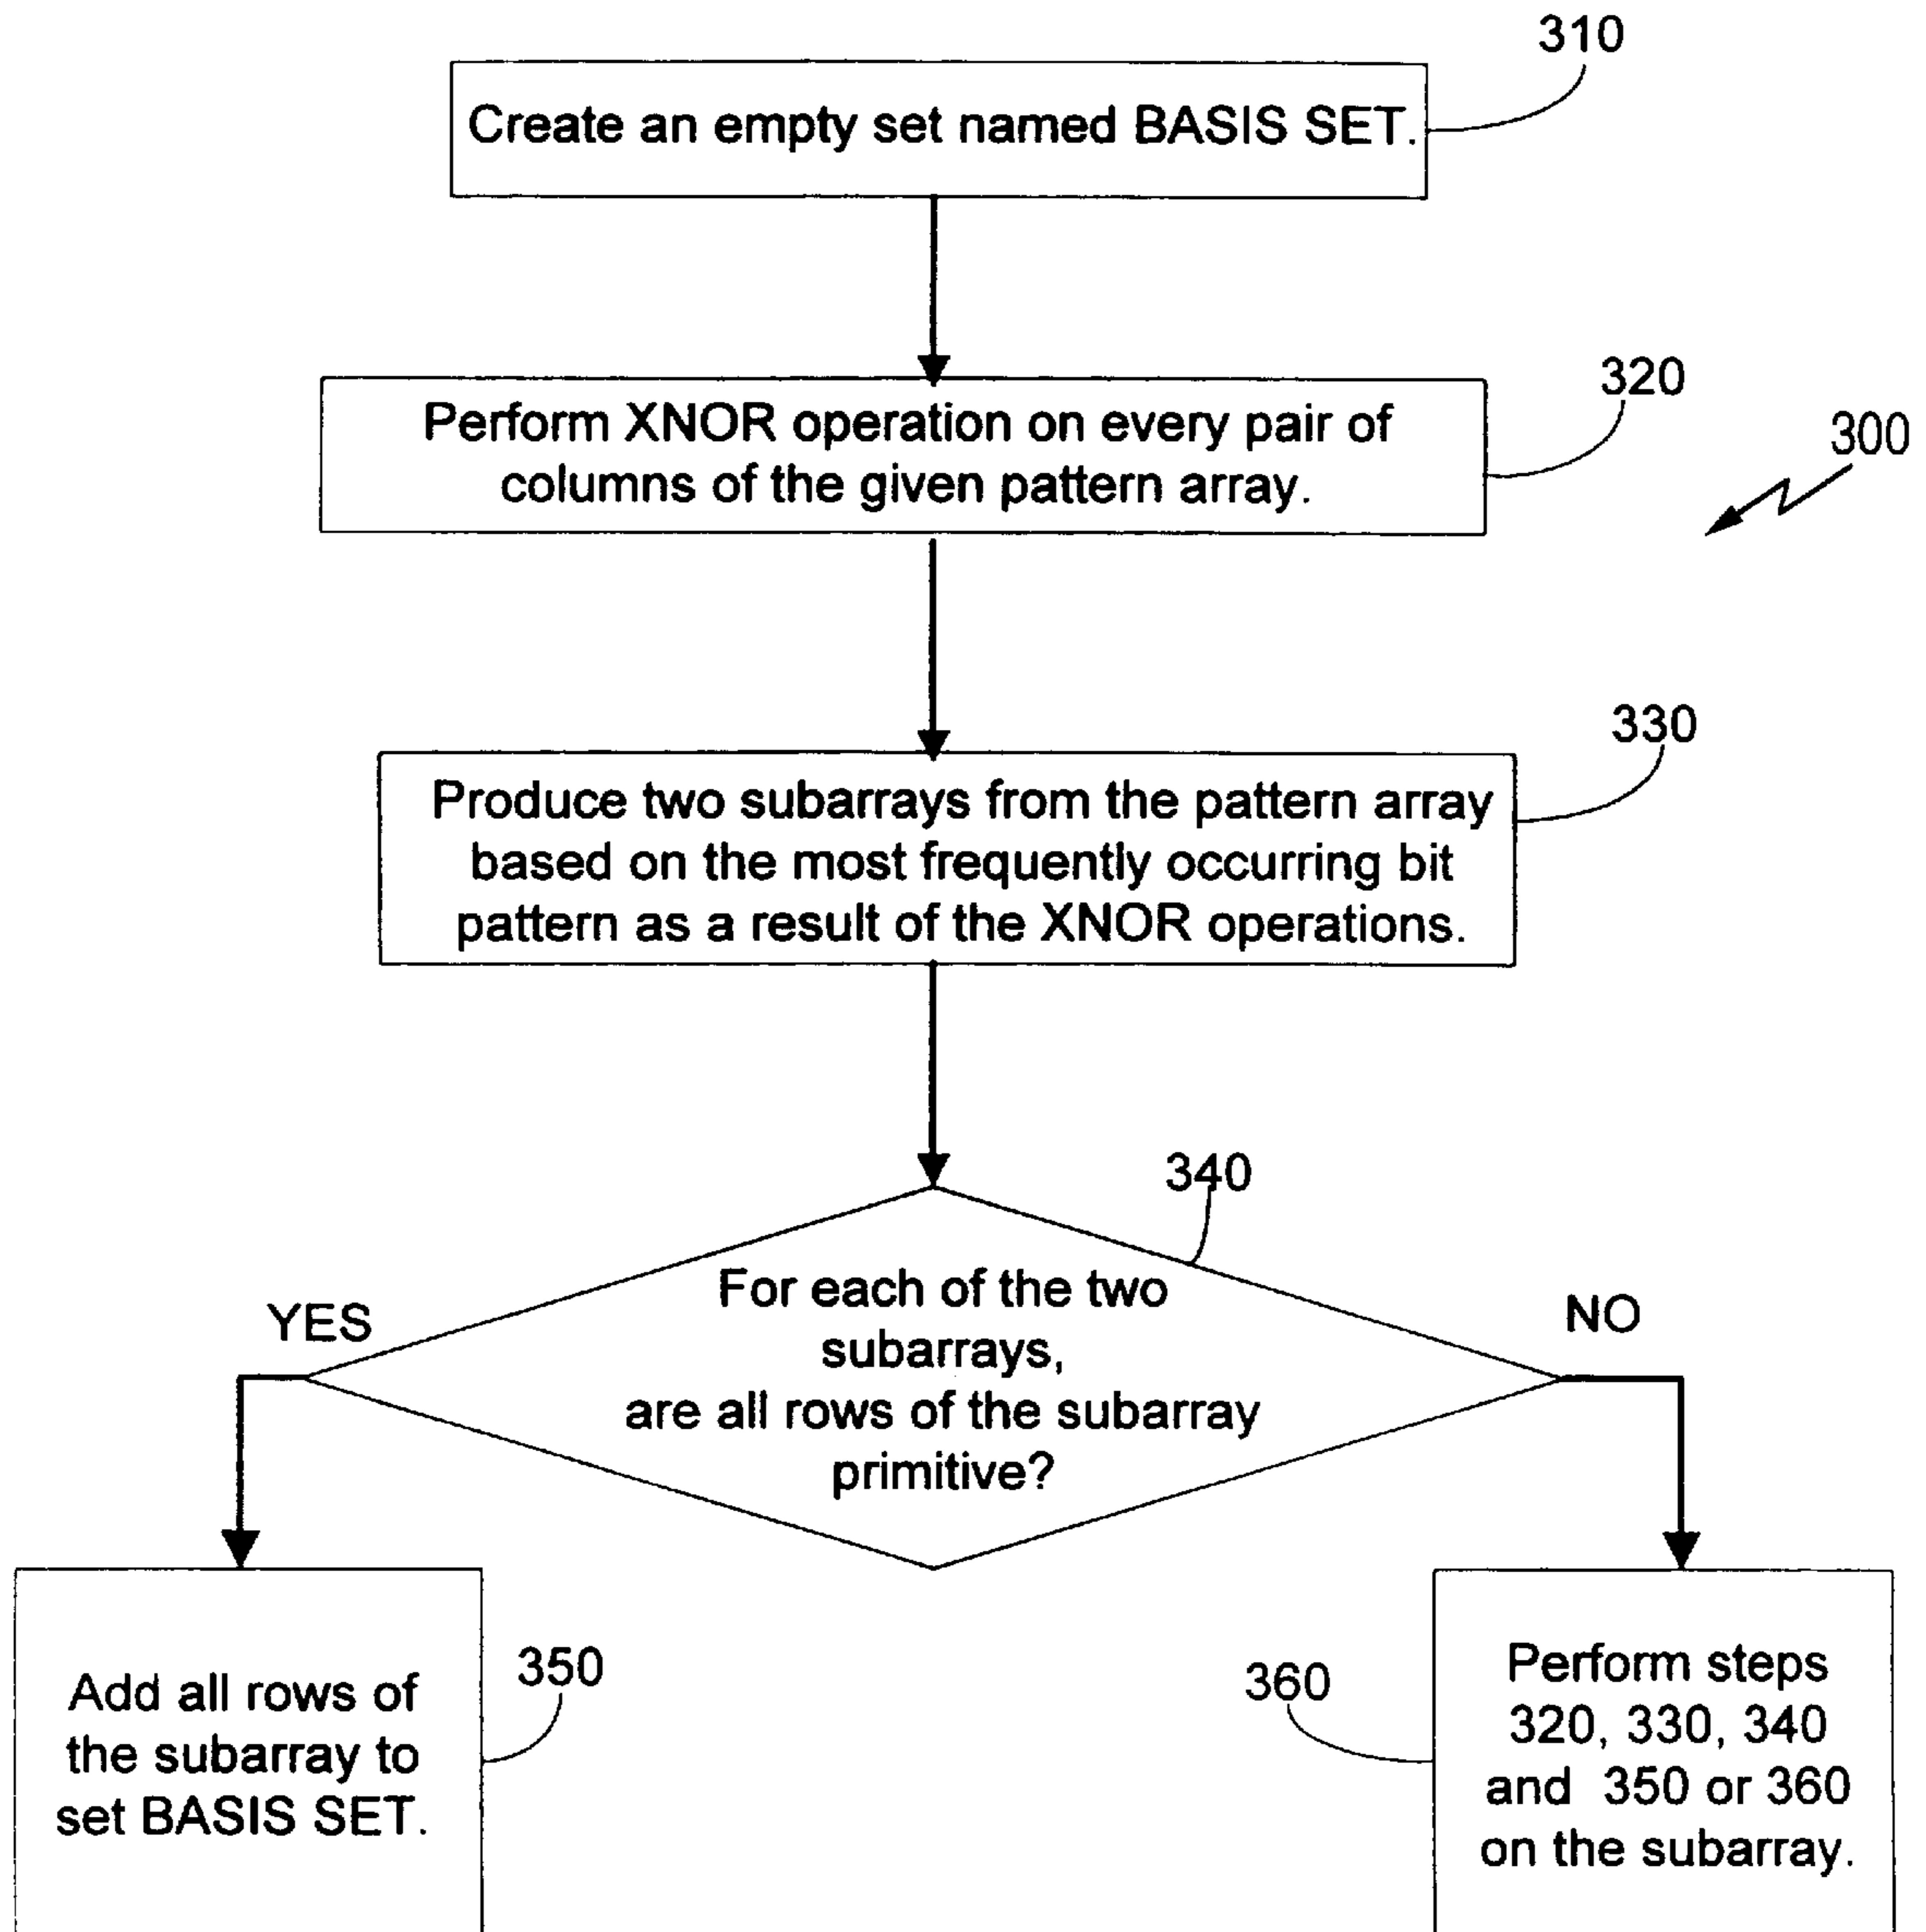 310
Create an empty set named BASIS SET.
320
Perform XNOR operation on every pair of
columns of the given pattern array.
300
330
Produce two subarrays from the pattern array
based on the most frequently occurring bit
pattern as a result of the XNOR operations.
340
For each of the two
subarrays,
are all rows of the subarray
primitive?
YES
NO
350
Add all rows of
the subarray to
set BASIS SET.
360
Perform steps
320, 330, 340
and 350 or 360
on the subarray.